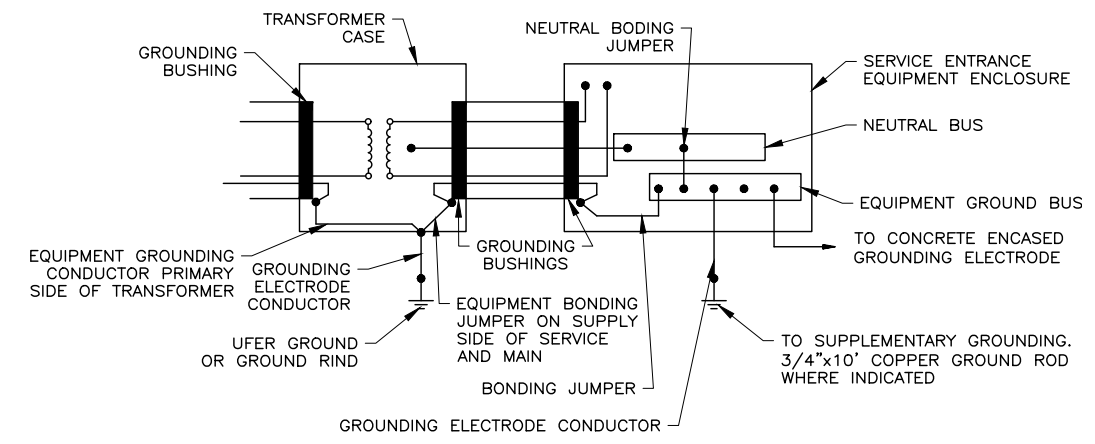 TRANSFORMER
CASE
NEUTRAL BODING
JUMPER
GROUNDING
BUSHING
SERVICE ENTRANCE
EQUIPMENT ENCLOSURE
NEUTRAL BUS
EQUIPMENT GROUND BUS
TO CONCRETE ENCASED
GROUNDING ELECTRODE
EQUIPMENT GROUNDING
CONDUCTOR PRIMARY
SIDE OF TRANSFORMER
GROUNDING
ELECTRODE
CONDUCTOR
GROUNDING
BUSHINGS
EQUIPMENT BONDING
JUMPER ON SUPPLY
SIDE OF SERVICE
AND MAIN
UFER GROUND
OR GROUND RIND
TO SUPPLEMENTARY GROUNDING.
3/4"x10' COPPER GROUND ROD
WHERE INDICATED
BONDING JUMPER
GROUNDING ELECTRODE CONDUCTOR